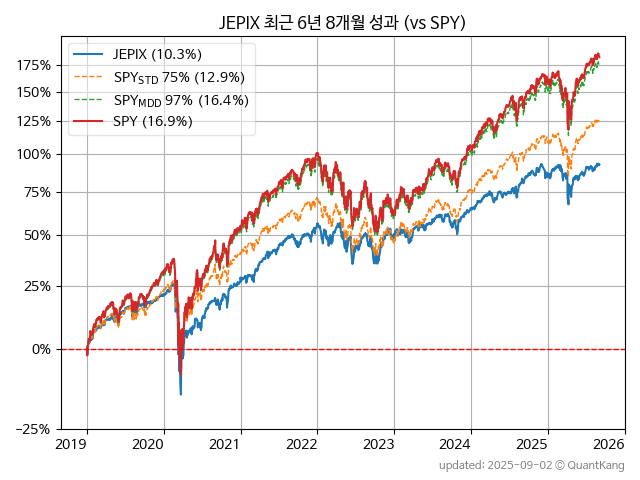 JEPIX 최근 6년 8개월 성과 (vs SPY)
JEPIX (10.3%)
SPY_STD 75% (12.9%)
SPY_MDD 97% (16.4%)
SPY (16.9%)
175%
150%
125%
100%
75%
50%
25%
0%
−25%
2019 2020 2021 2022 2023 2024 2025 2026
updated: 2025-09-02 © QuantKang